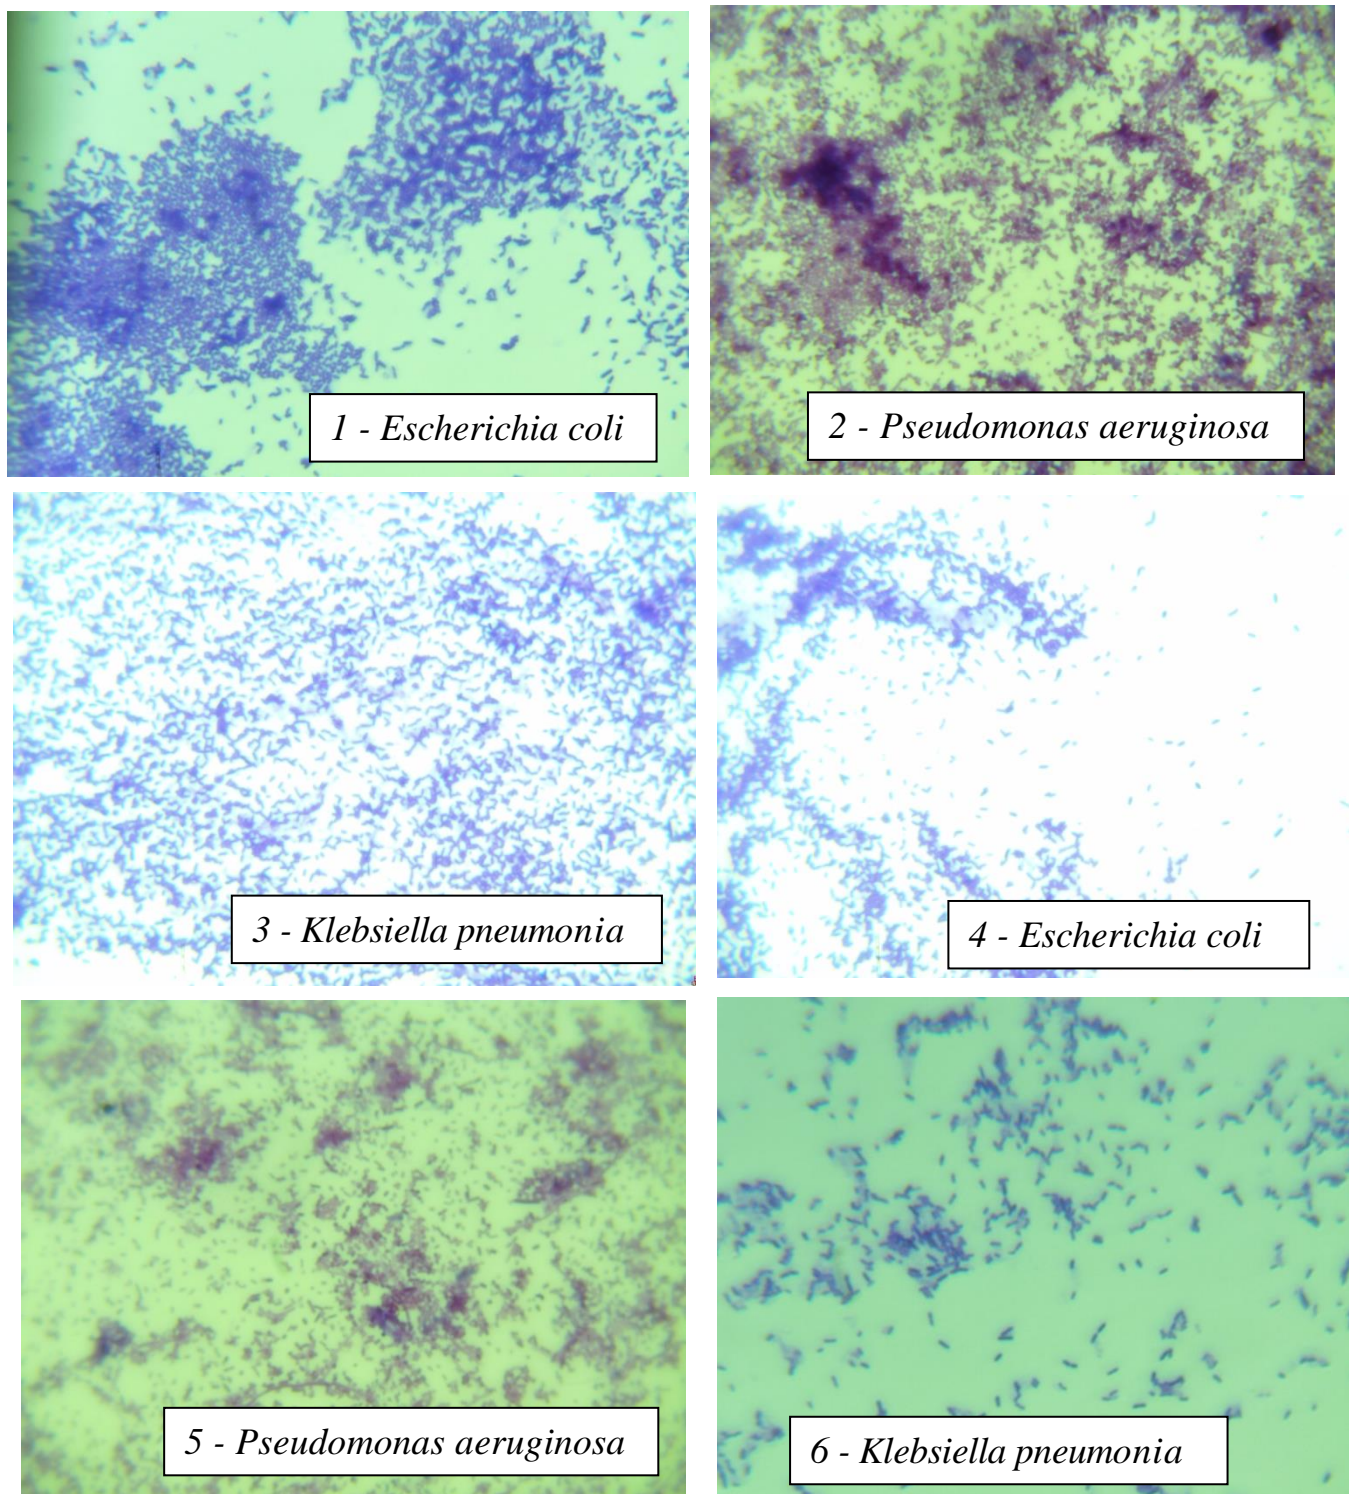 1 - Escherichia coli
2 - Pseudomonas aeruginosa
3 - Klebsiella pneumonia
4 - Escherichia coli
5 - Pseudomonas aeruginosa
6 - Klebsiella pneumonia